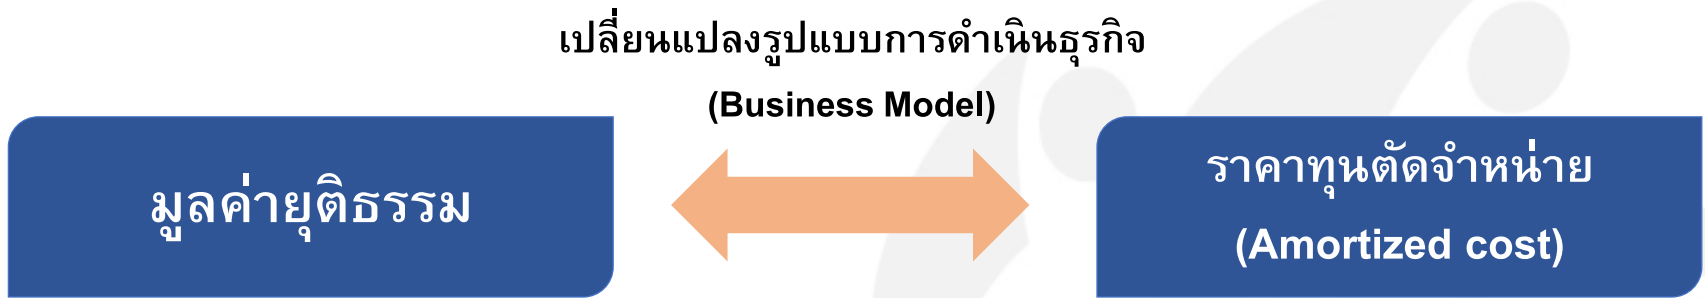 เปลี่ยนแปลงรูปแบบการดำเนินธุรกิจ
(Business Model)
มูลค่ายุติธรรม
ราคาทุนตัดจำหน่าย
(Amortized cost)